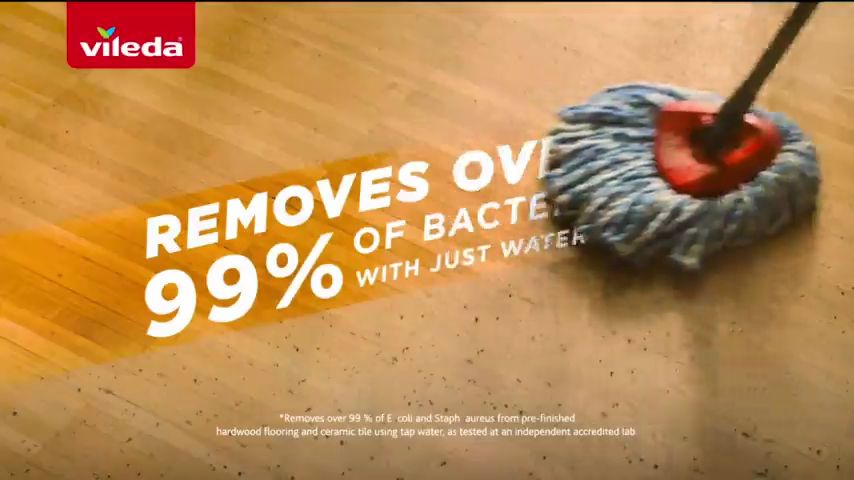 vileda
REMOVES OV
99% OF BACTE
WITH JUST WATER
*Removes over 99 % of E. coli and Staph. aureus from pre-finished
hardwood flooring and ceramic tile using tap water, as tested at an independent accredited lab